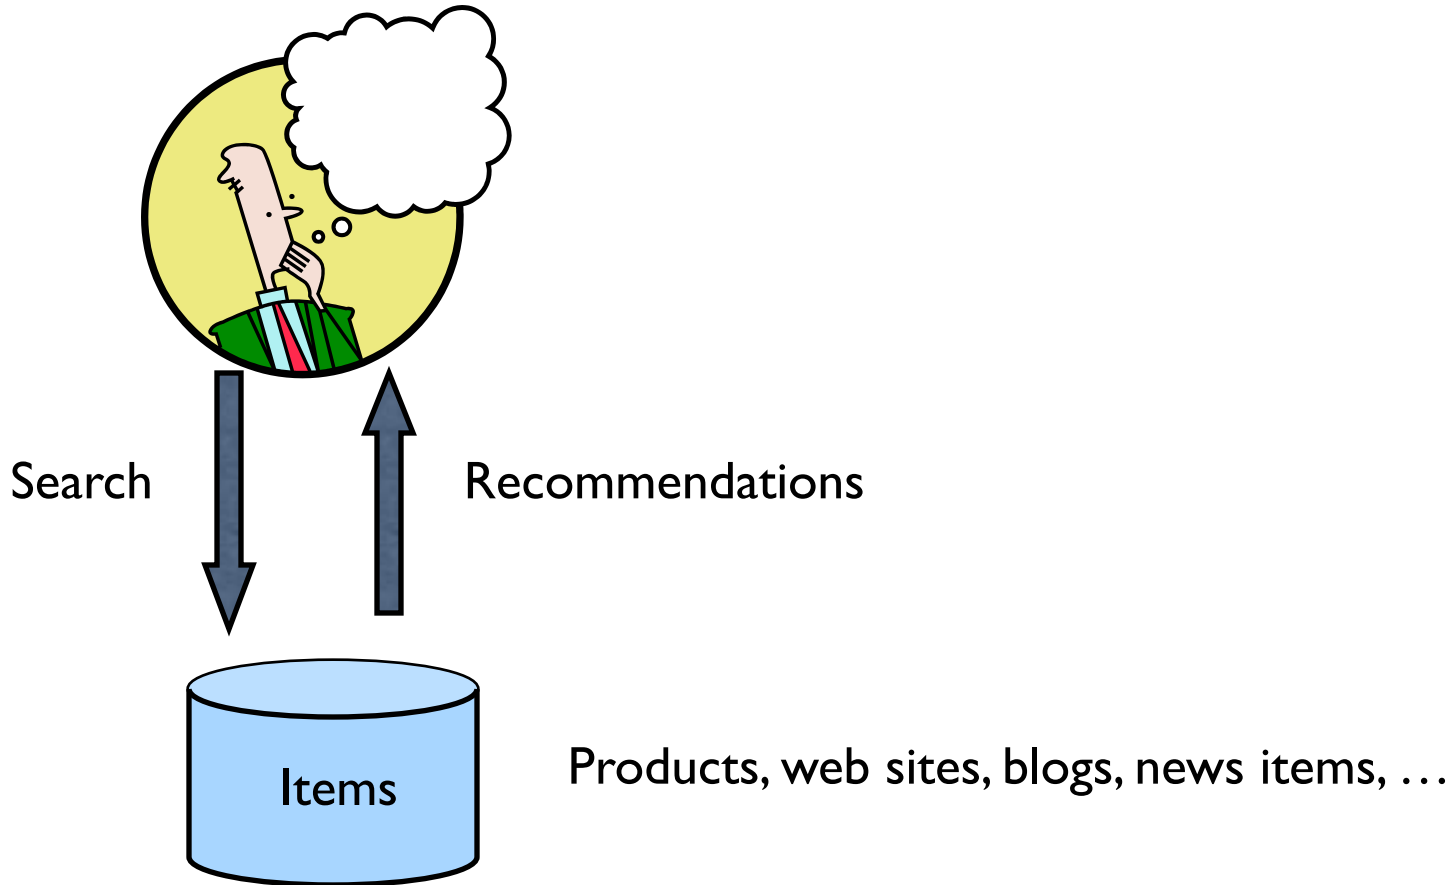 Search
Recommendations
Items
Products, web sites, blogs, news items, …